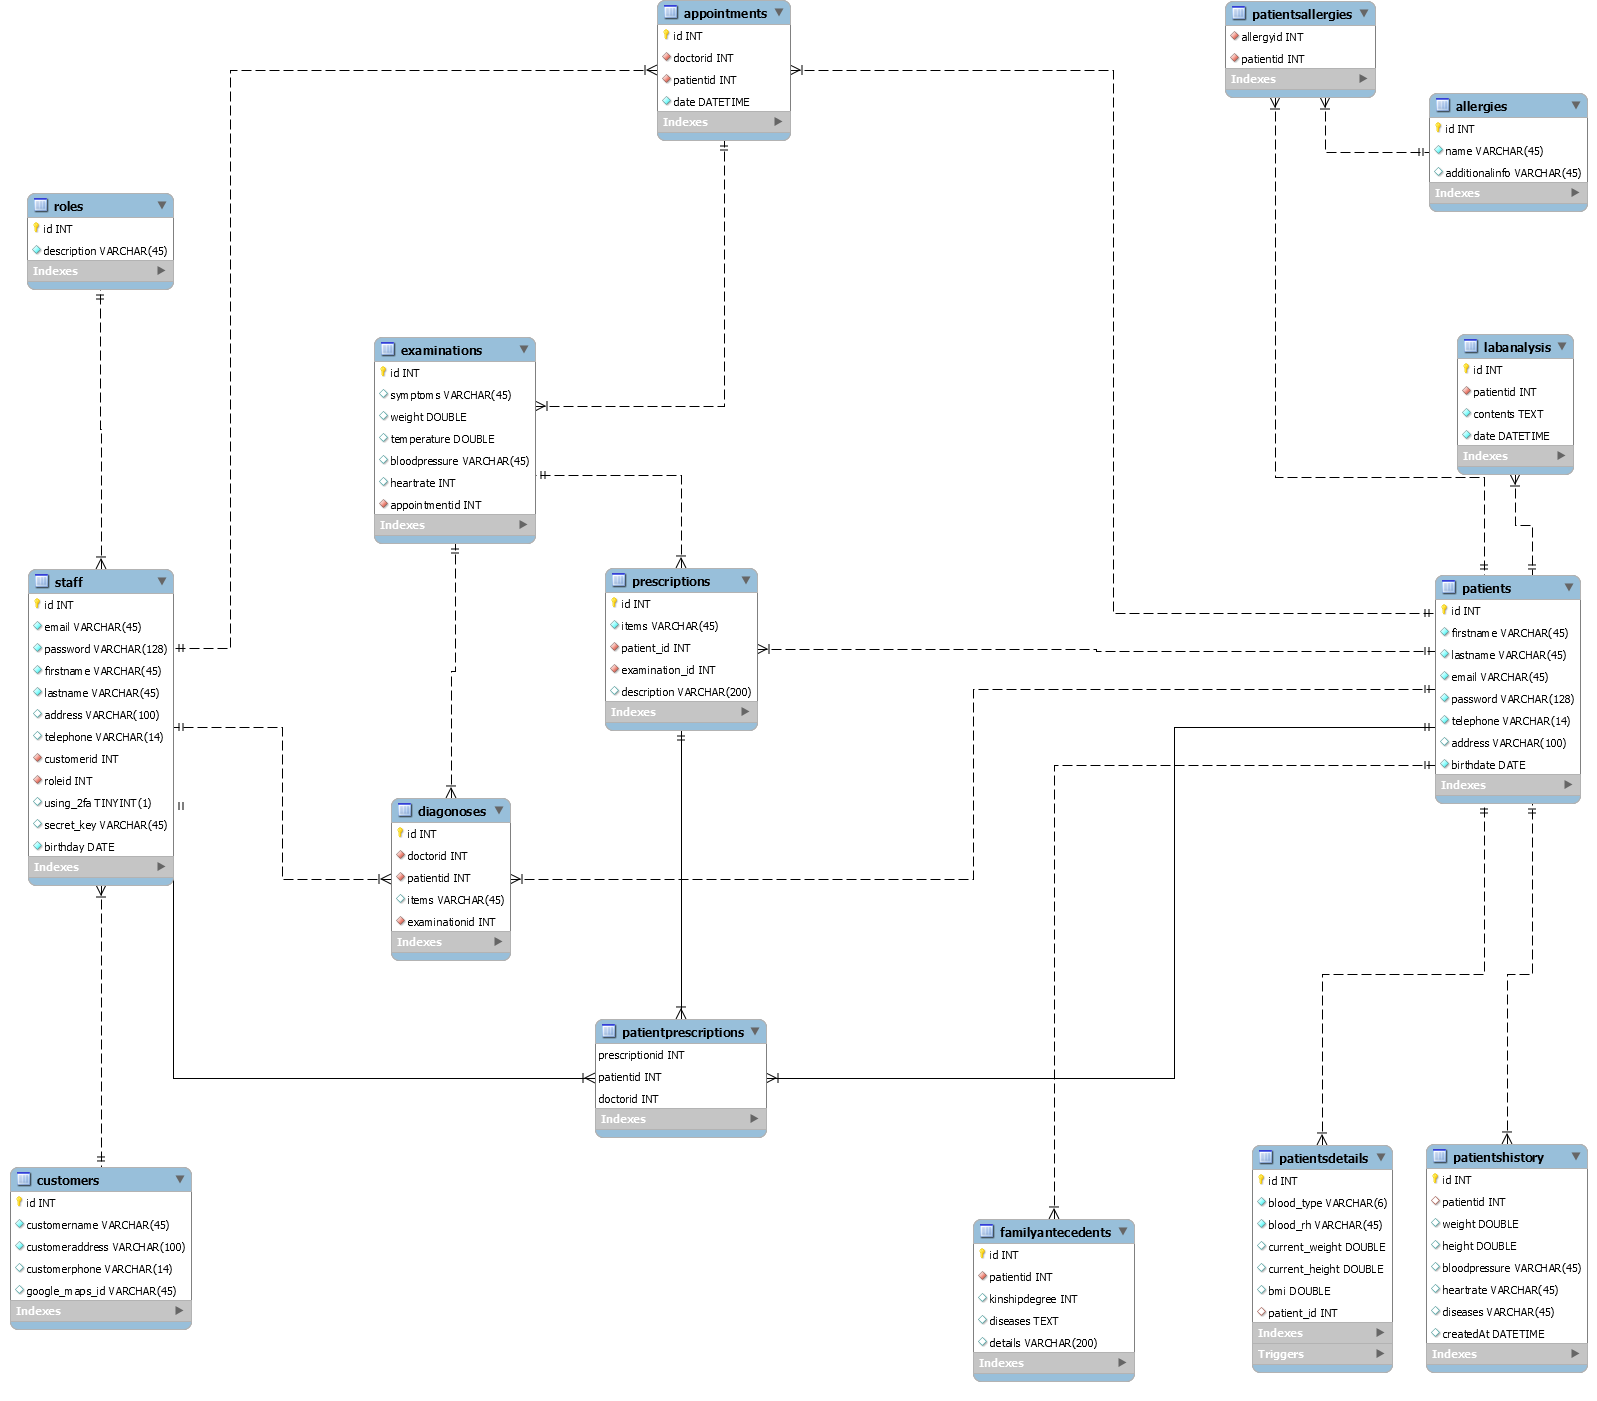 appointments
id INT
doctorid INT
patientid INT
date DATETIME
Indexes
patientsallergies
allergyid INT
patientid INT
Indexes
allergies
id INT
name VARCHAR(45)
additionalinfo VARCHAR(45)
Indexes
roles
id INT
description VARCHAR(45)
Indexes
examinations
id INT
symptoms VARCHAR(45)
weight DOUBLE
temperature DOUBLE
bloodpressure VARCHAR(45)
heartrate INT
appointmentid INT
Indexes
labanalysis
id INT
patientid INT
contents TEXT
date DATETIME
Indexes
staff
id INT
email VARCHAR(45)
password VARCHAR(128)
firstname VARCHAR(45)
lastname VARCHAR(45)
address VARCHAR(100)
telephone VARCHAR(14)
customerid INT
roleid INT
using_2fa TINYINT(1)
secret_key VARCHAR(45)
birthday DATE
Indexes
prescriptions
id INT
items VARCHAR(45)
patient_id INT
examination_id INT
description VARCHAR(200)
Indexes
patients
id INT
firstname VARCHAR(45)
lastname VARCHAR(45)
email VARCHAR(45)
password VARCHAR(128)
telephone VARCHAR(14)
address VARCHAR(100)
birthdate DATE
Indexes
diagonoses
id INT
doctorid INT
patientid INT
items VARCHAR(45)
examinationid INT
Indexes
patientprescriptions
prescriptionid INT
patientid INT
doctorid INT
Indexes
customers
id INT
customername VARCHAR(45)
customeraddress VARCHAR(100)
customerphone VARCHAR(14)
google_maps_id VARCHAR(45)
Indexes
familyantecedents
id INT
patientid INT
kinshipdegree INT
diseases TEXT
details VARCHAR(200)
Indexes
patientsdetails
id INT
blood_type VARCHAR(6)
blood_rh VARCHAR(45)
current_weight DOUBLE
current_height DOUBLE
bmi DOUBLE
patient_id INT
Indexes
Triggers
patientshistory
id INT
patientid INT
weight DOUBLE
height DOUBLE
bloodpressure VARCHAR(45)
heartrate VARCHAR(45)
diseases VARCHAR(45)
createdAt DATETIME
Indexes